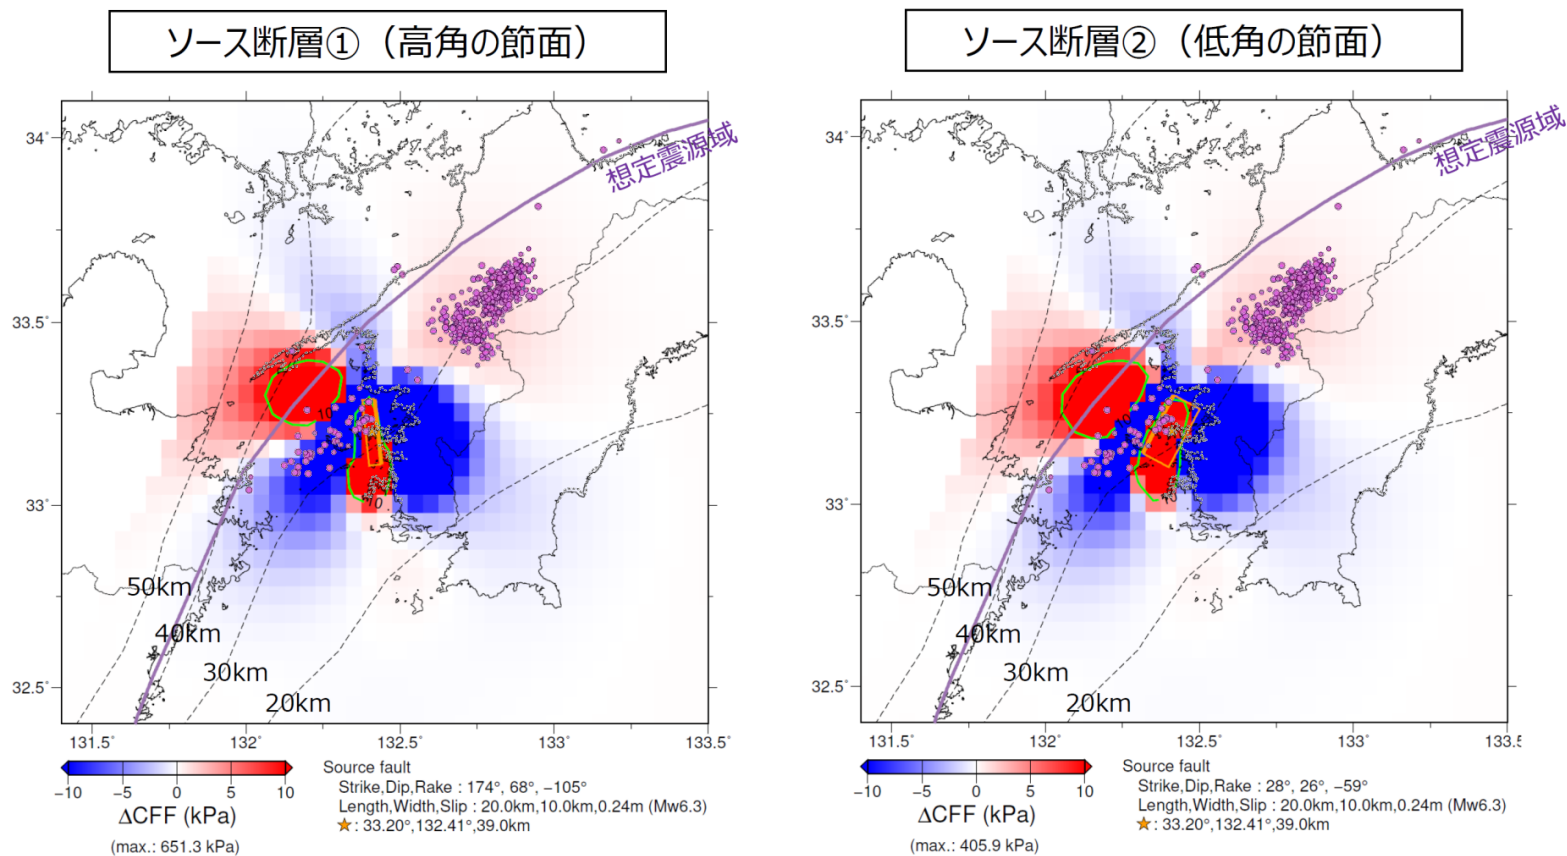 ソース断層①（高角の節面）
34°
33.5°
33°
32.5°
131.5
132
132.5
133
133.5
想定震源域
10
10
50km
40km
30km
20km
−10
−5
0
5
10
ΔCFF (kPa)
(max.: 651.3 kPa)
Source fault
Strike,Dip,Rake : 174°, 68°, −105°
Length,Width,Slip : 20.0km,10.0km,0.24m (Mw6.3)
★: 33.20°,132.41°,39.0km
ソース断層②（低角の節面）
34°
33.5°
33°
32.5°
131.5
132
132.5
133
133.5
想定震源域
50km
40km
30km
20km
−10
−5
0
5
10
ΔCFF (kPa)
(max.: 405.9 kPa)
Source fault
Strike,Dip,Rake : 28°, 26°, −59°
Length,Width,Slip : 20.0km,10.0km,0.24m (Mw6.3)
★: 33.20°,132.41°,39.0km